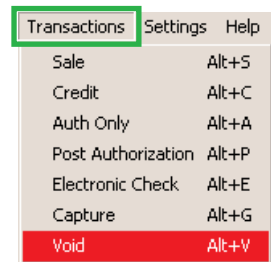 Transactions Settings Help
Sale Alt+S
Credit Alt+C
Auth Only Alt+A
Post Authorization Alt+P
Electronic Check Alt+E
Capture Alt+G
Void Alt+V